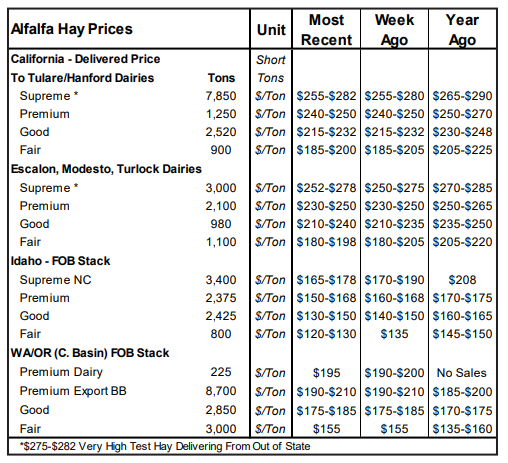 Alfalfa Hay Prices Unit Most Recent Week Ago Year Ago
California - Delivered Price Short
To Tulare/Hanford Dairies Tons Tons
Supreme * 7,850 $/Ton $255-$282 $255-$280 $265-$290
Premium 1,250 $/Ton $240-$250 $240-$250 $250-$270
Good 2,520 $/Ton $215-$232 $215-$232 $230-$248
Fair 900 $/Ton $185-$200 $185-$205 $205-$225
Escalon, Modesto, Turlock Dairies
Supreme * 3,000 $/Ton $252-$278 $250-$275 $270-$285
Premium 2,100 $/Ton $230-$250 $230-$250 $250-$265
Good 980 $/Ton $210-$240 $210-$235 $235-$250
Fair 1,100 $/Ton $180-$198 $180-$205 $205-$220
Idaho - FOB Stack
Supreme NC 3,400 $/Ton $165-$178 $170-$190 $208
Premium 2,375 $/Ton $150-$168 $160-$168 $170-$175
Good 2,425 $/Ton $130-$150 $140-$150 $160-$165
Fair 800 $/Ton $120-$130 $135 $145-$150
WA/OR (C. Basin) FOB Stack
Premium Dairy 225 $/Ton $195 $190-$200 No Sales
Premium Export BB 8,700 $/Ton $190-$210 $190-$210 $185-$200
Good 2,850 $/Ton $175-$185 $175-$185 $170-$175
Fair 3,000 $/Ton $155 $155 $135-$160
*$275-$282 Very High Test Hay Delivering From Out of State